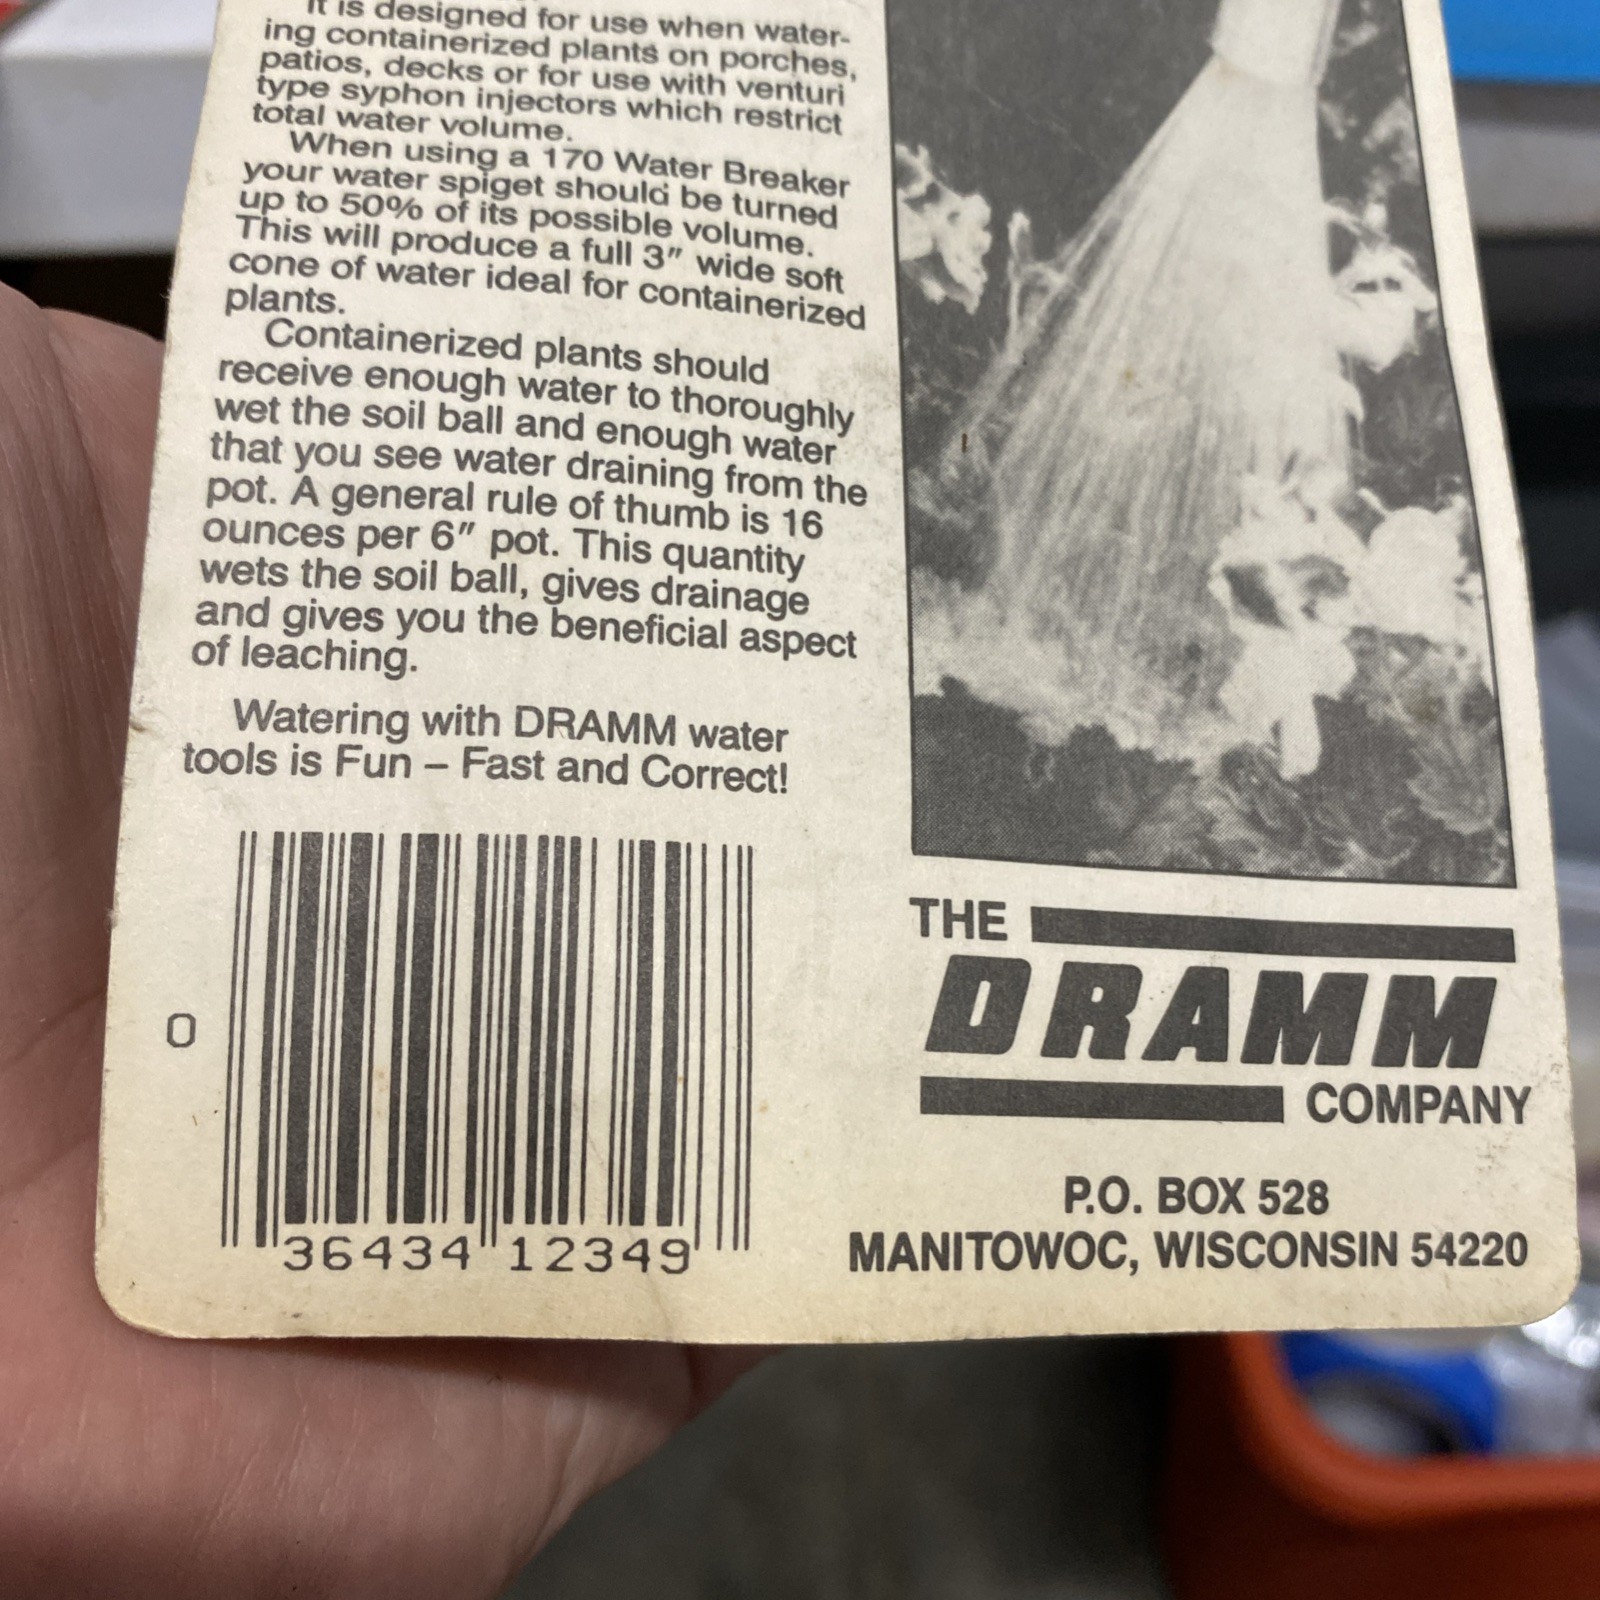 It is designed for use when water-
ing containerized plants on porches,
patios, decks or for use with venturi
type syphon injectors which restrict
total water volume.
When using a 170 Water Breaker
your water spiget should be turned
up to 50% of its possible volume.
This will produce a full 3" wide soft
cone of water ideal for containerized
plants.
Containerized plants should
receive enough water to thoroughly
wet the soil ball and enough water
that you see water draining from the
pot. A general rule of thumb is 16
ounces per 6" pot. This quantity
wets the soil ball, gives drainage
and gives you the beneficial aspect
of leaching.
Watering with DRAMM water
tools is Fun – Fast and Correct!
0
36434 12349
THE
DRAMM
COMPANY
P.O. BOX 528
MANITOWOC, WISCONSIN 54220